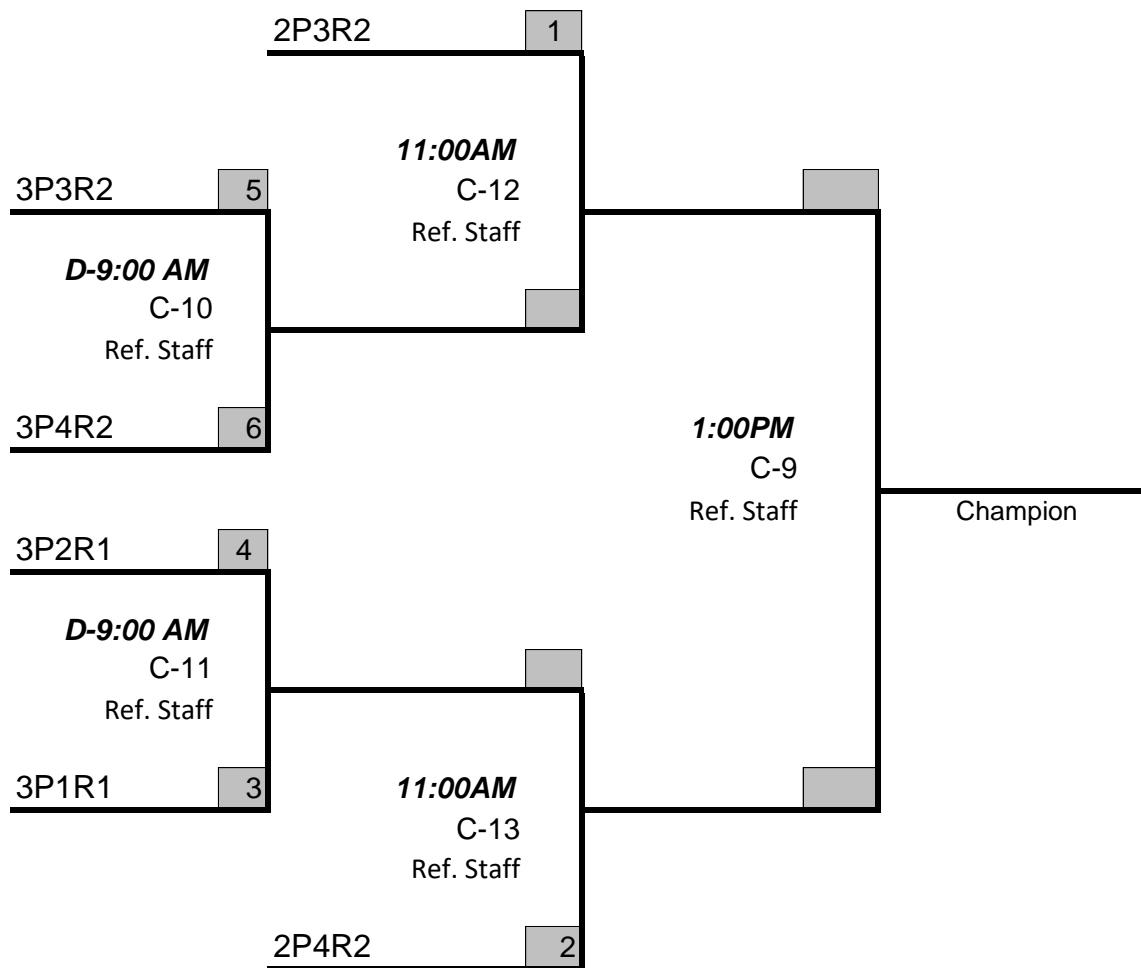 2P3R2 1
11:00AM
C-12
Ref. Staff
3P3R2 5
D-9:00 AM
C-10
Ref. Staff
3P4R2 6
1:00PM
C-9
Ref. Staff
Champion
3P2R1 4
D-9:00 AM
C-11
Ref. Staff
3P1R1 3
11:00AM
C-13
Ref. Staff
2P4R2 2